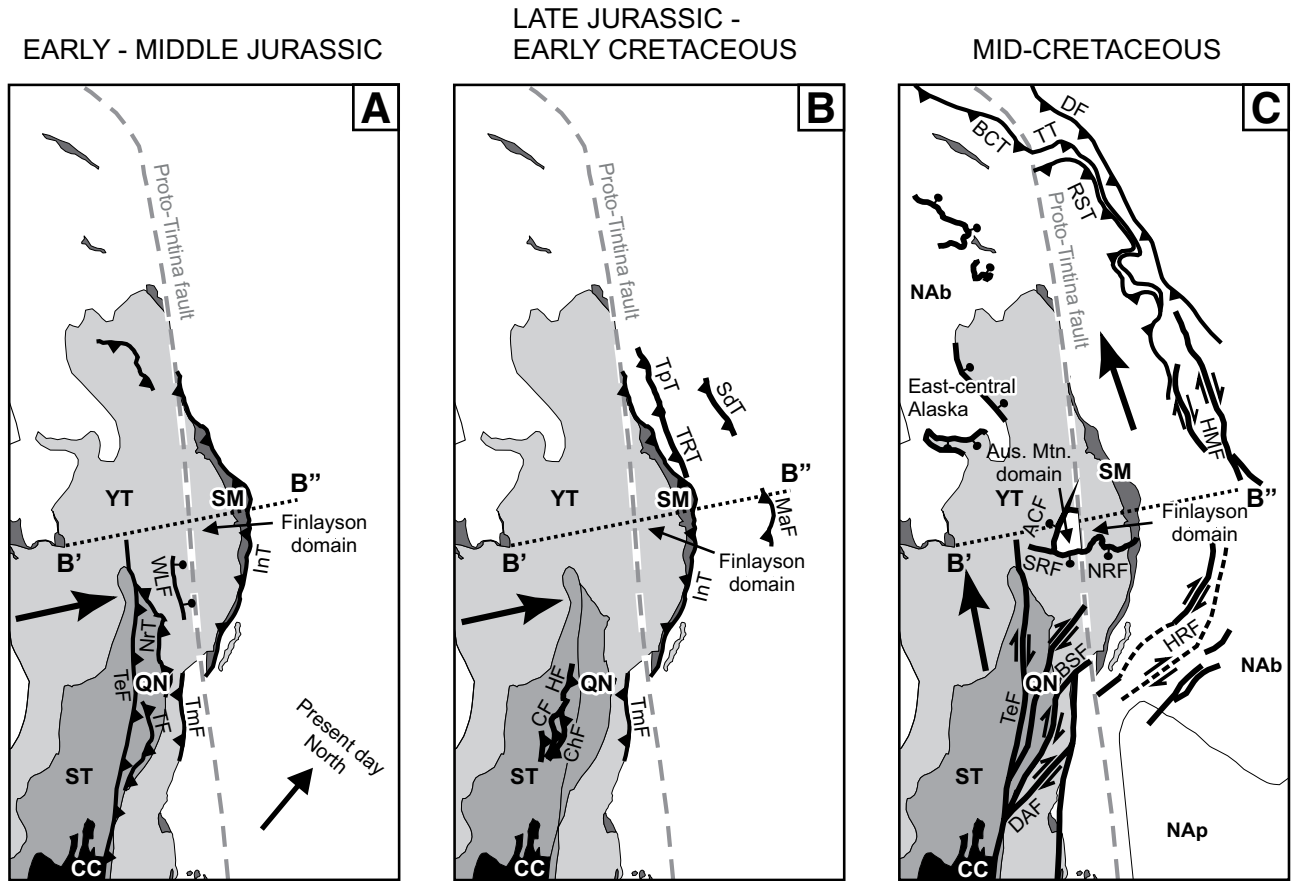 EARLY - MIDDLE JURASSIC
A
Proto-Tintina fault
YT
SM
B''
Finlayson
domain
B'
WLF
InT
NrT
TeF
QN
TF
TmF
Present day
North
ST
CC
LATE JURASSIC -
EARLY CRETACEOUS
B
Proto-Tintina fault
TpT
SdT
TRT
YT
SM
B''
MaF
Finlayson
domain
B'
InT
HF
QN
CF
ChF
TmF
ST
CC
MID-CRETACEOUS
C
DF
BCT
TT
RST
Proto-Tintina fault
NAb
East-central
Alaska
HMF
Aus. Mtn.
domain
SM
YT
B''
ACF
Finlayson
domain
B'
SRF
NRF
HRF
BSF
NAb
QN
TeF
ST
DAF
NAp
CC